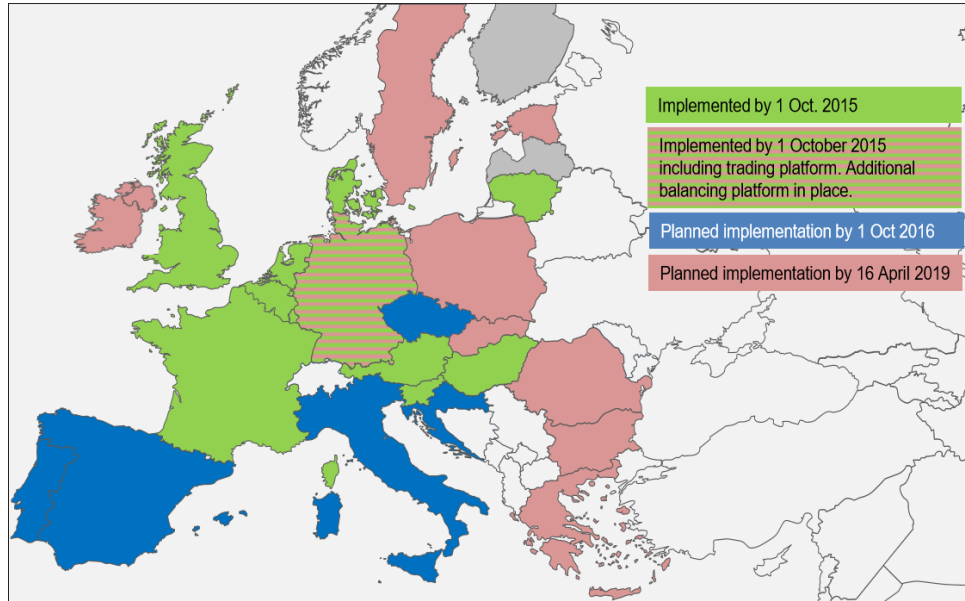 Implemented by 1 Oct. 2015
Implemented by 1 October 2015
including trading platform. Additional
balancing platform in place.
Planned implementation by 1 Oct 2016
Planned implementation by 16 April 2019